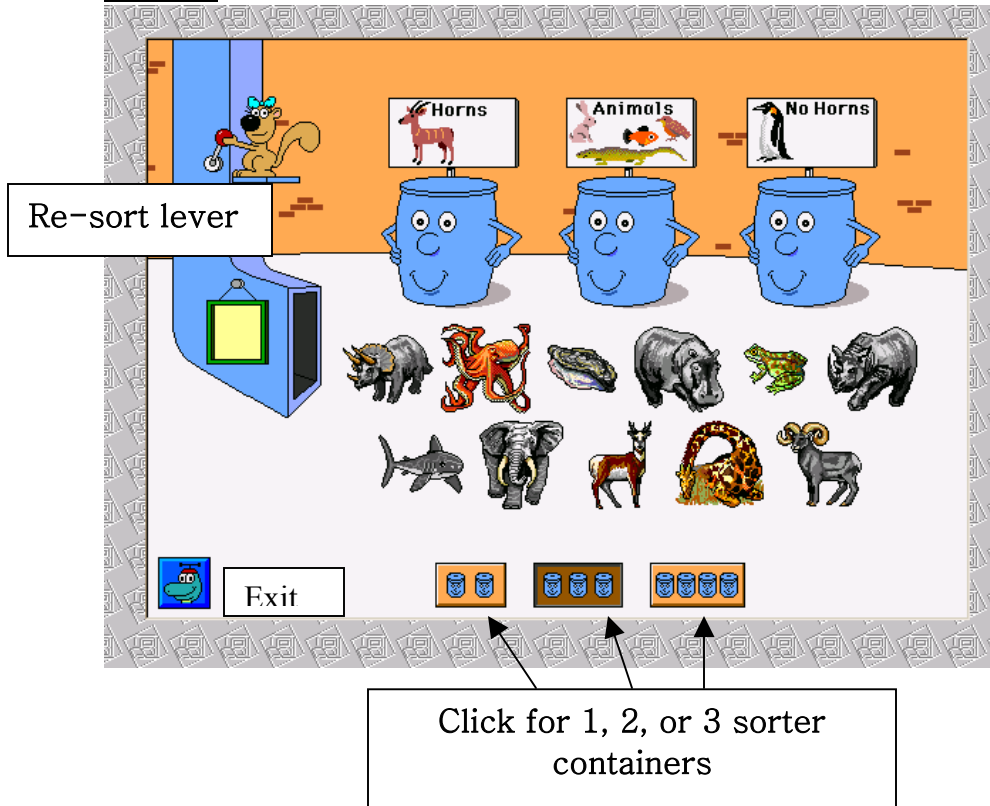 Horns
Animals
No Horns
Re-sort lever
Exit
Click for 1, 2, or 3 sorter
containers